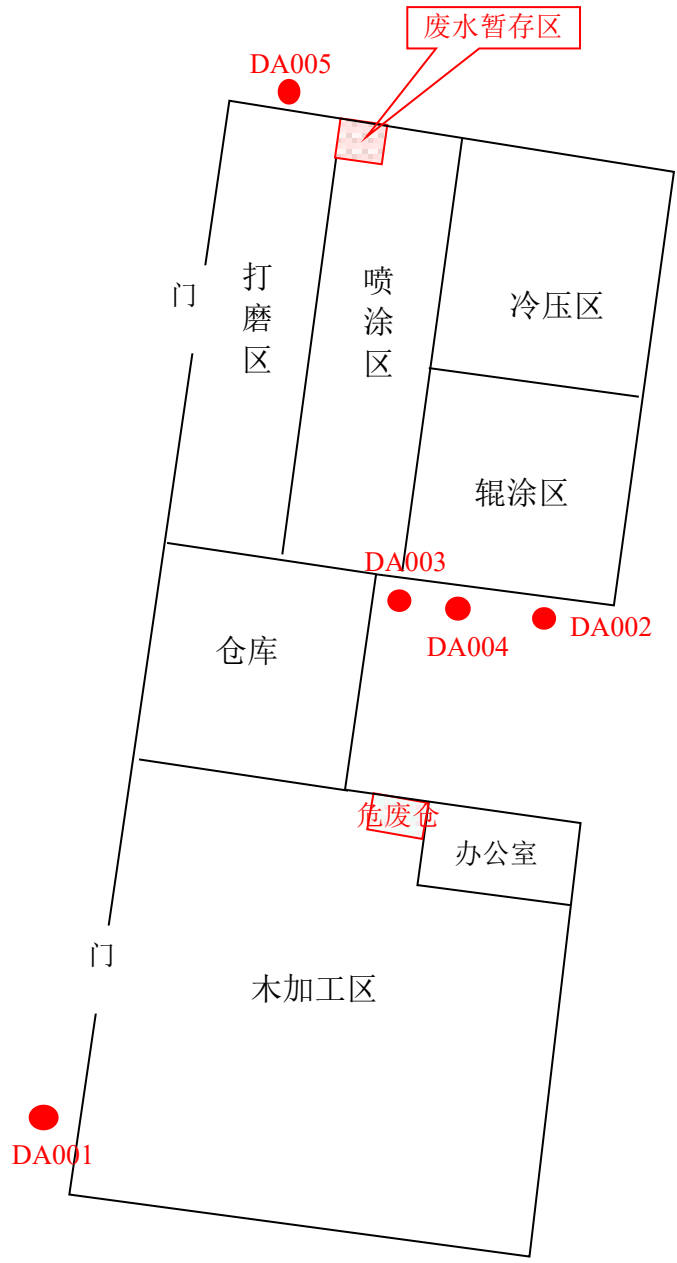 废水暂存区
DA005
打磨区
喷涂区
门
冷压区
辊涂区
DA003
DA004
DA002
仓库
危废仓
办公室
门
木加工区
DA001